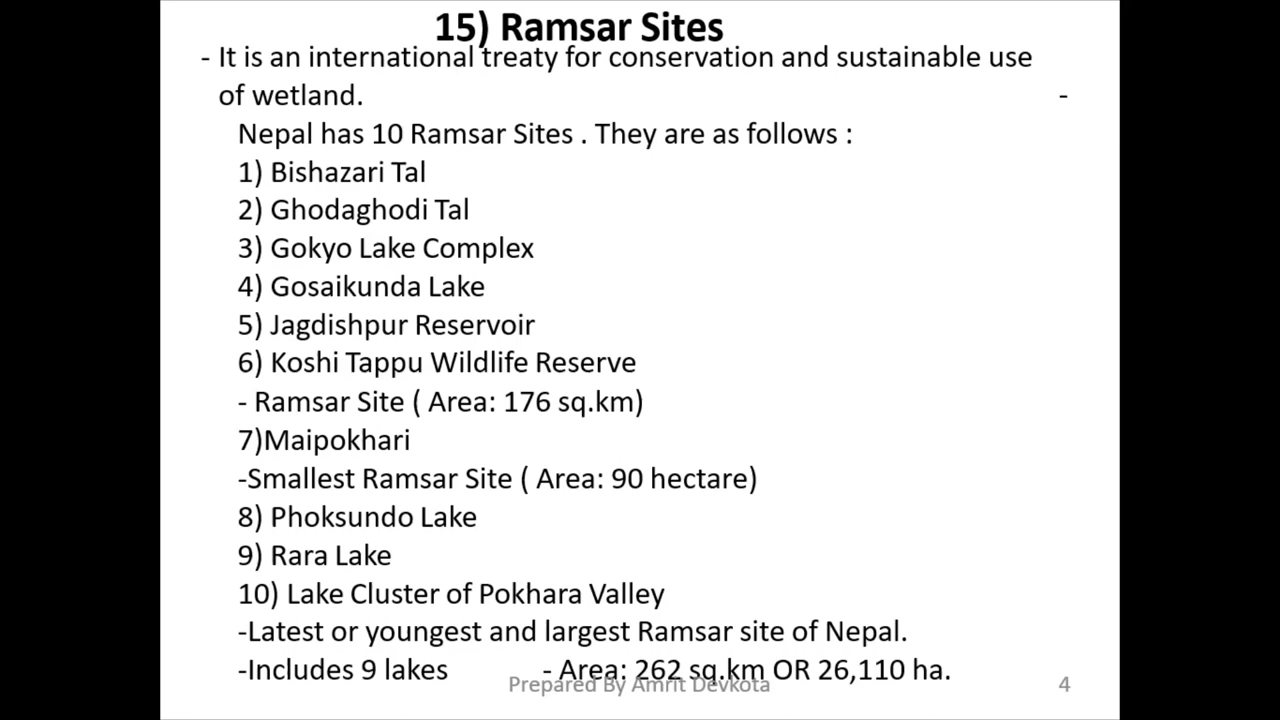 15) Ramsar Sites
- It is an international treaty for conservation and sustainable use
of wetland. -
Nepal has 10 Ramsar Sites . They are as follows :
1) Bishazari Tal
2) Ghodaghodi Tal
3) Gokyo Lake Complex
4) Gosaikunda Lake
5) Jagdishpur Reservoir
6) Koshi Tappu Wildlife Reserve
- Ramsar Site ( Area: 176 sq.km)
7)Maipokhari
-Smallest Ramsar Site ( Area: 90 hectare)
8) Phoksundo Lake
9) Rara Lake
10) Lake Cluster of Pokhara Valley
-Latest or youngest and largest Ramsar site of Nepal.
-Includes 9 lakes - Area: 262 sq.km OR 26,110 ha.
Prepared By Amrit Devkota 4